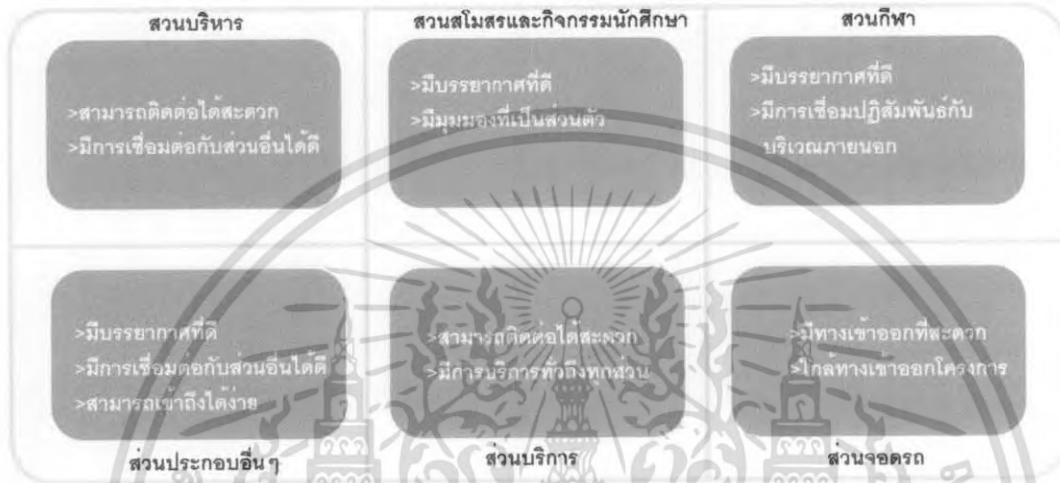 ส่วนบริหาร
>สามารถติดต่อได้สะดวก
>มีการเชื่อมต่อกับส่วนอื่นได้ดี
ส่วนสโมสรและกิจกรรมนักศึกษา
>มีบรรยากาศที่ดี
>มีมุมมองที่เป็นส่วนตัว
ส่วนกีฬา
>มีบรรยากาศที่ดี
>มีการเชื่อมปฏิสัมพันธ์กับ
บริเวณภายนอก
>มีบรรยากาศที่ดี
>มีการเชื่อมต่อกับส่วนอื่นได้ดี
>สามารถเข้าถึงได้ง่าย
ส่วนประกอบอื่นๆ
>สามารถติดต่อได้สะดวก
>มีการบริการทั่วถึงทุกส่วน
ส่วนบริการ
>มีทางเข้าออกที่สะดวก
>ใกล้ทางเข้าออกโครงการ
ส่วนจอดรถ